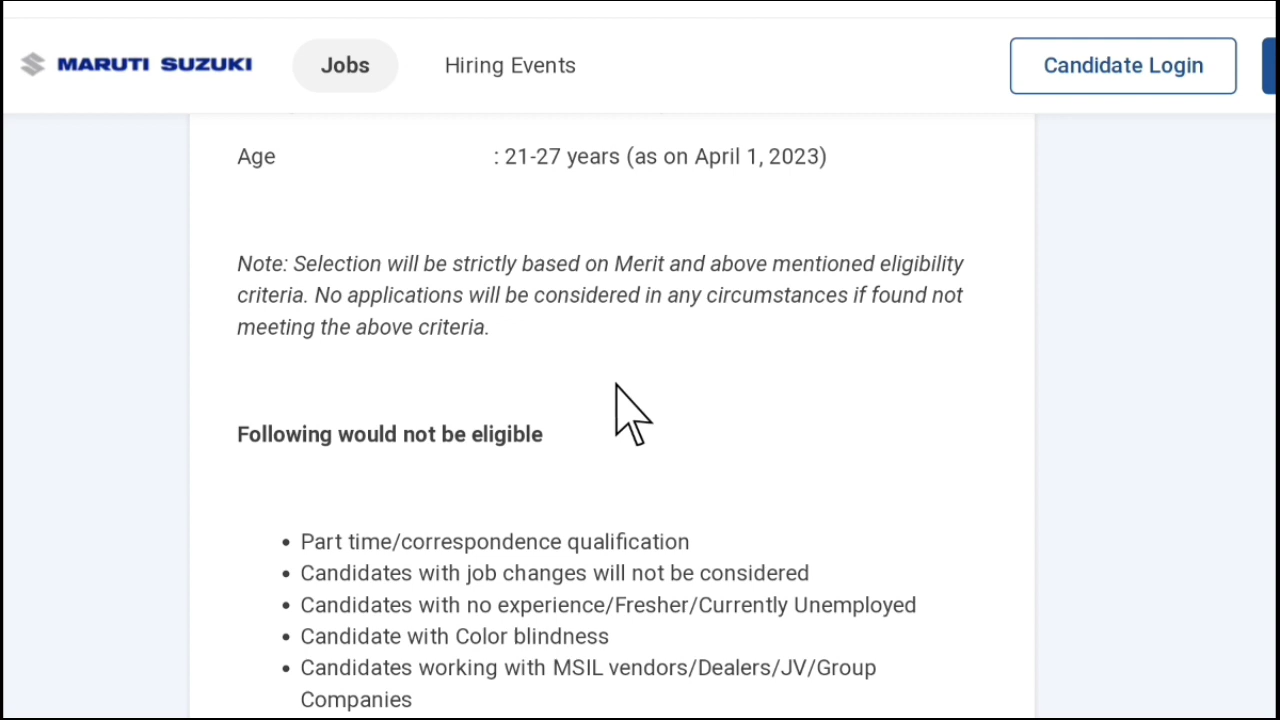 MARUTI SUZUKI Jobs Hiring Events Candidate Login
Age : 21-27 years (as on April 1, 2023)
Note: Selection will be strictly based on Merit and above mentioned eligibility
criteria. No applications will be considered in any circumstances if found not
meeting the above criteria.
Following would not be eligible
• Part time/correspondence qualification
• Candidates with job changes will not be considered
• Candidates with no experience/Fresher/Currently Unemployed
• Candidate with Color blindness
• Candidates working with MSIL vendors/Dealers/JV/Group
Companies